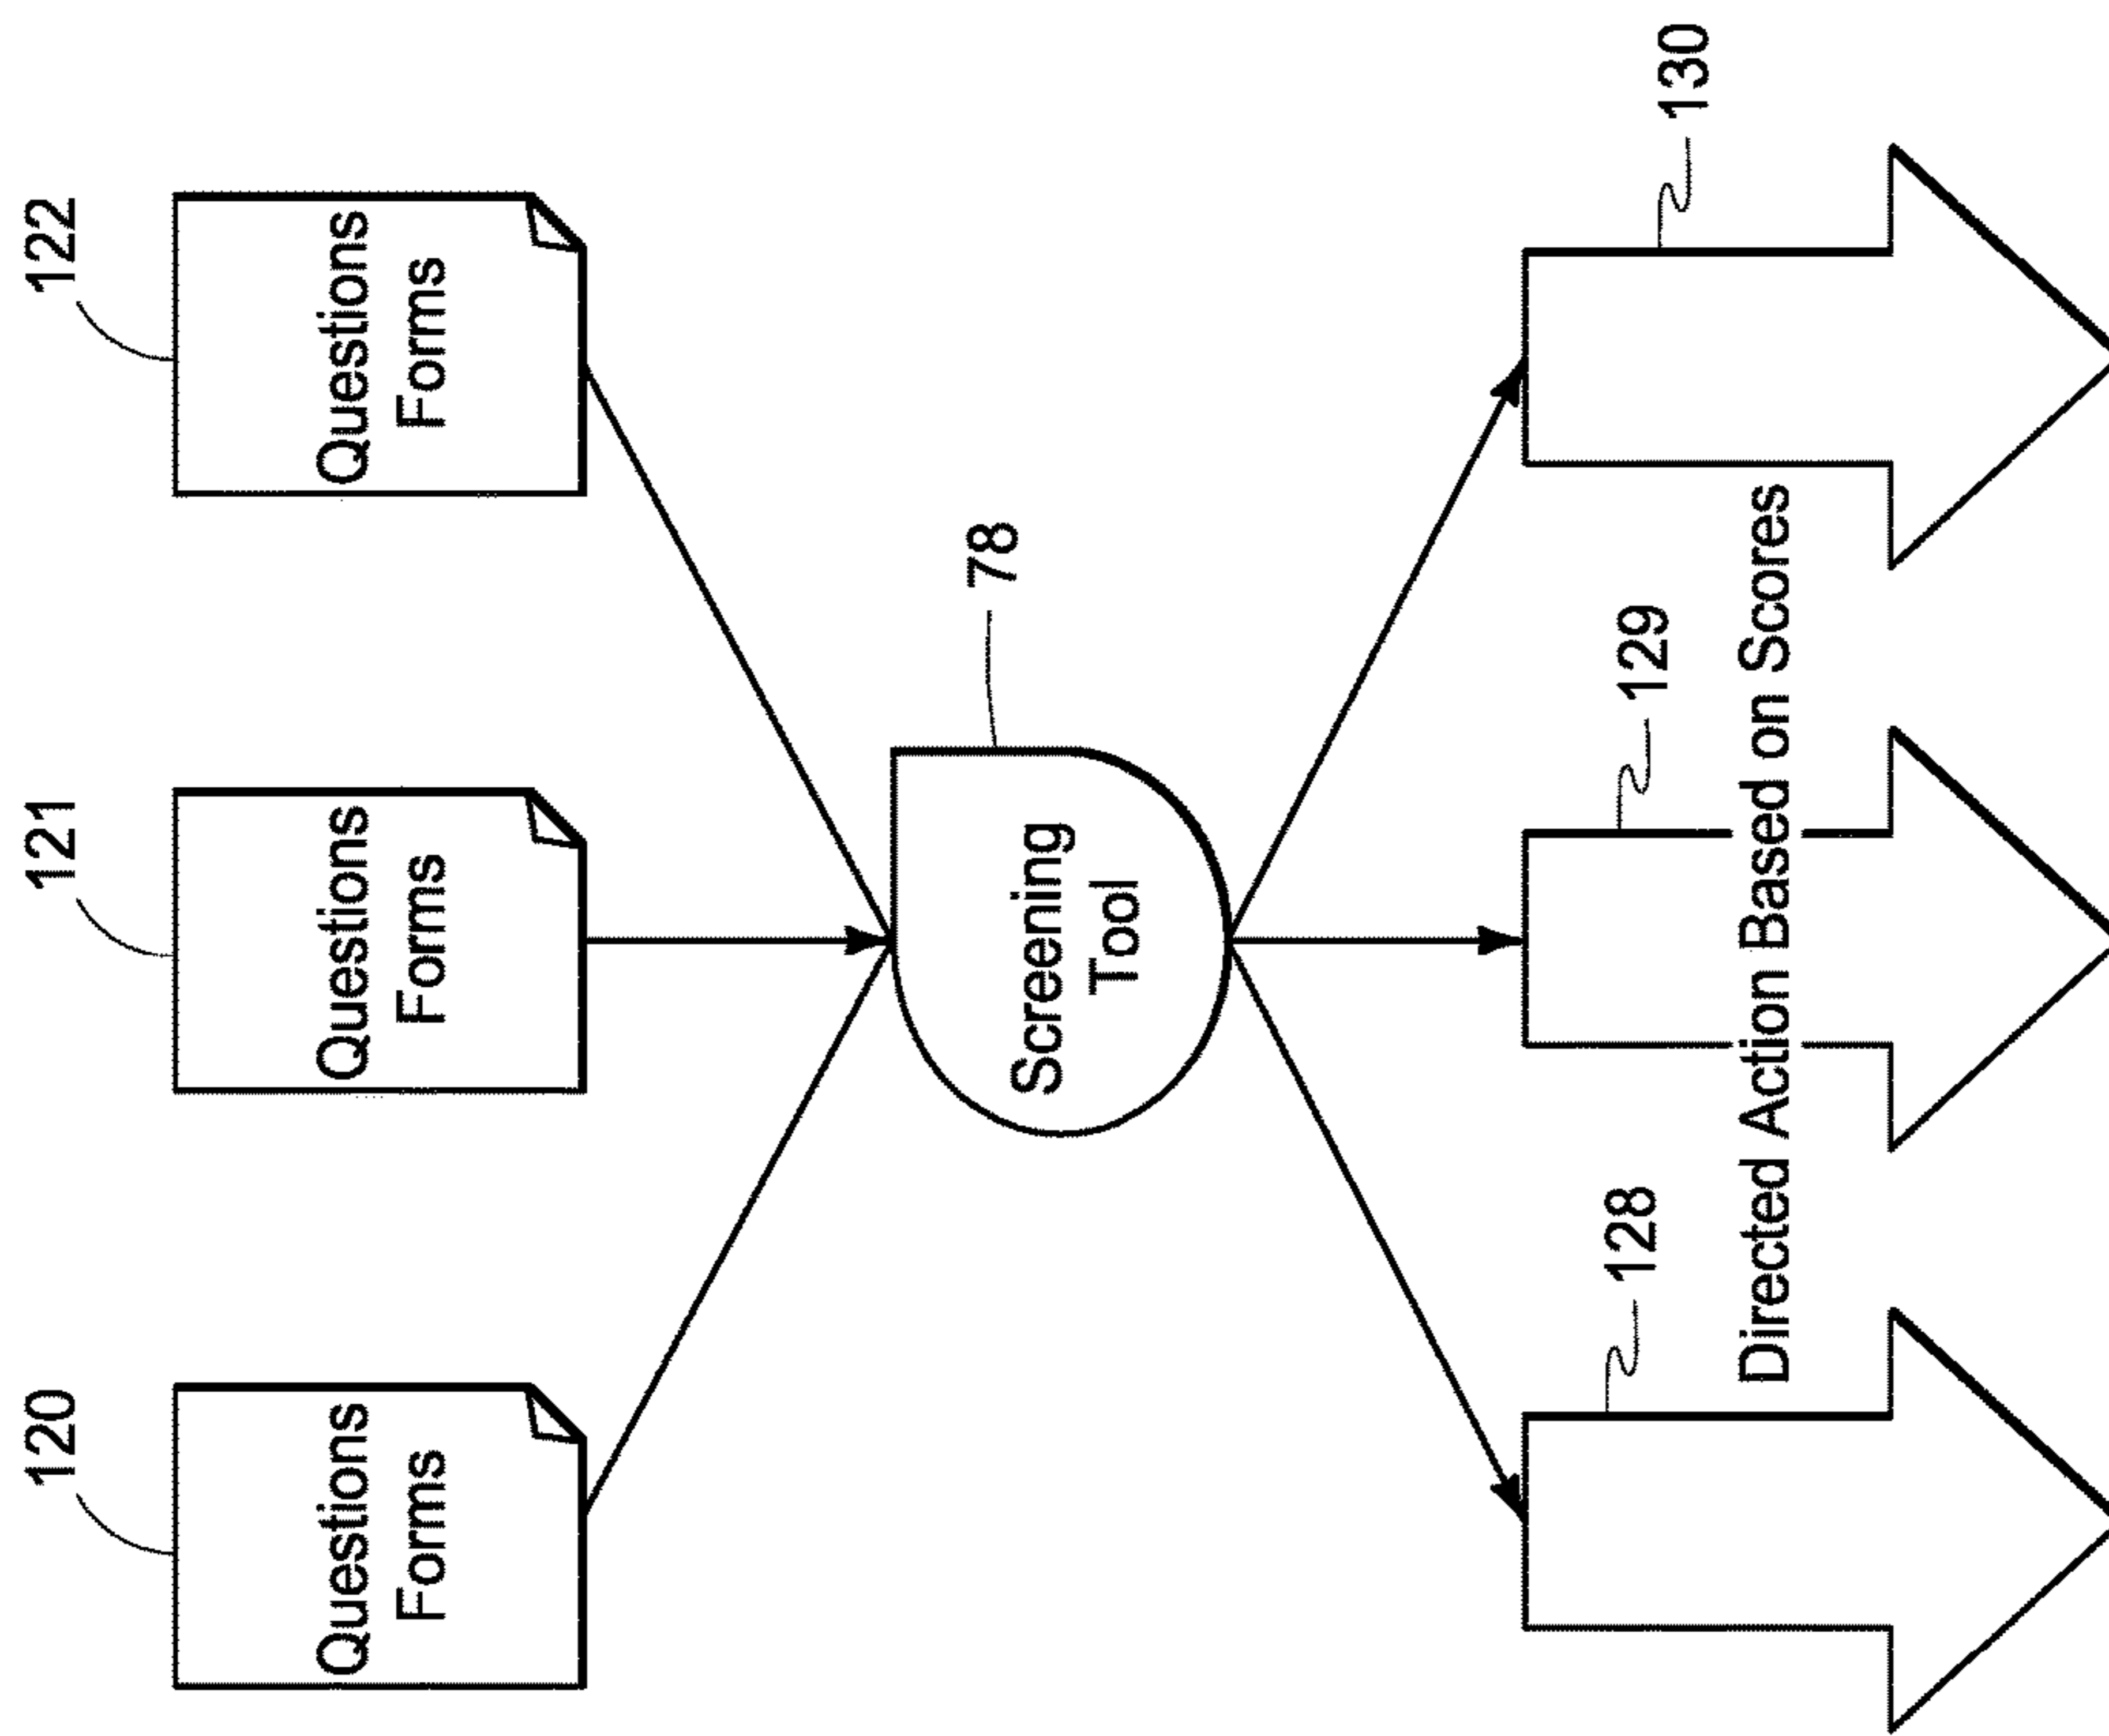 120
121
122
Questions
Forms
Questions
Forms
Questions
Forms
78
Screening
Tool
128
129
130
Directed Action Based on Scores